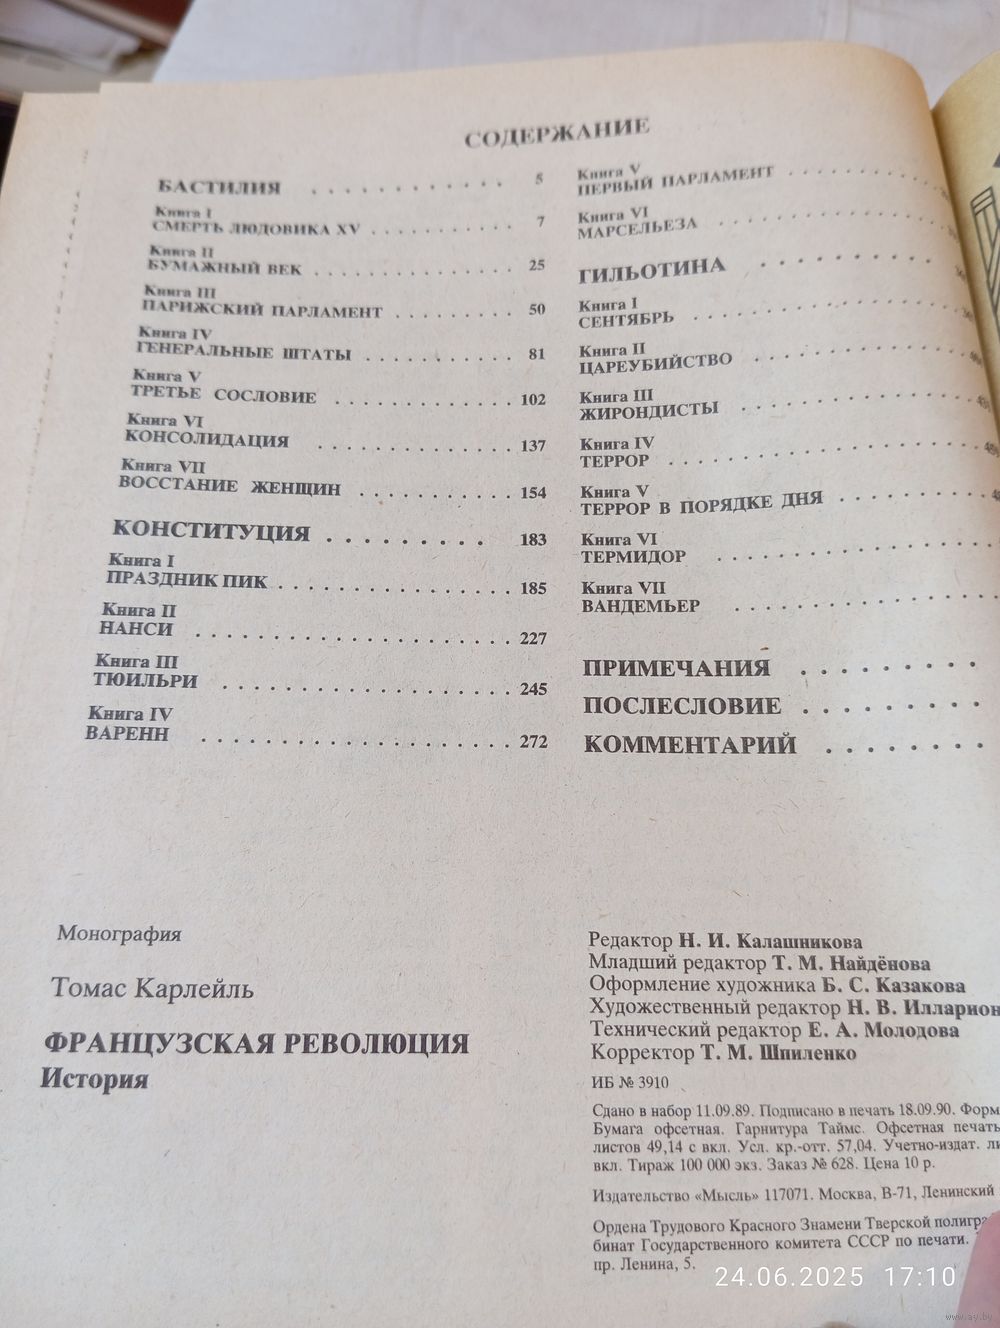 СОДЕРЖАНИЕ
БАСТИЛИЯ . . . . . . . . . . . 5
Книга I
СМЕРТЬ ЛЮДОВИКА XV . . . . . . . . . 7
Книга II
БУМАЖНЫЙ ВЕК . . . . . . . . . . . . . 25
Книга III
ПАРИЖСКИЙ ПАРЛАМЕНТ . . . . . . . . 50
Книга IV
ГЕНЕРАЛЬНЫЕ ШТАТЫ . . . . . . . . . . 81
Книга V
ТРЕТЬЕ СОСЛОВИЕ . . . . . . . . . . . . 102
Книга VI
КОНСОЛИДАЦИЯ . . . . . . . . . . . . . 137
Книга VII
ВОССТАНИЕ ЖЕНЩИН . . . . . . . . . . 154
КОНСТИТУЦИЯ . . . . . . . . . 183
Книга I
ПРАЗДНИК ПИК . . . . . . . . . . . . . . . . 185
Книга II
НАНСИ . . . . . . . . . . . . . . . . . . . . . 227
Книга III
ТЮИЛЬРИ . . . . . . . . . . . . . . . . . . . 245
Книга IV
ВАРЕНН . . . . . . . . . . . . . . . . . . . . 272
Книга V
ПЕРВЫЙ ПАРЛАМЕНТ . . . . . . . . . .
Книга VI
МАРСЕЛЬЕЗА . . . . . . . . . . . . . .
ГИЛЬОТИНА . . . . . . . . . .
Книга I
СЕНТЯБРЬ . . . . . . . . . . . . . . . .
Книга II
ЦАРЕУБИЙСТВО . . . . . . . . . . . . .
Книга III
ЖИРОНДИСТЫ . . . . . . . . . . . . . .
Книга IV
ТЕРРОР . . . . . . . . . . . . . . . . . . .
Книга V
ТЕРРОР В ПОРЯДКЕ ДНЯ . . . . . . . . .
Книга VI
ТЕРМИДОР . . . . . . . . . . . . . . . . .
Книга VII
ВАНДЕМЬЕР . . . . . . . . . . . . . . . .
ПРИМЕЧАНИЯ . . . . . . . . .
ПОСЛЕСЛОВИЕ . . . . . . . . .
КОММЕНТАРИЙ . . . . . . . .
Монография
Томас Карлейль
ФРАНЦУЗСКАЯ РЕВОЛЮЦИЯ
История
Редактор Н. И. Калашникова
Младший редактор Т. М. Найдёнова
Оформление художника Б. С. Казакова
Художественный редактор Н. В. Илларион
Технический редактор Е. А. Молодова
Корректор Т. М. Шпиленко
ИБ № 3910
Сдано в набор 11.09.89. Подписано в печать 18.09.90. Форм
Бумага офсетная. Гарнитура Таймс. Офсетная печать
листов 49,14 с вкл. Усл. кр.-отт. 57,04. Учетно-издат. ли
вкл. Тираж 100 000 экз. Заказ № 628. Цена 10 р.
Издательство «Мысль» 117071. Москва, В-71, Ленинский
Ордена Трудового Красного Знамени Тверской полигра
бинат Государственного комитета СССР по печати.
пр. Ленина, 5.
24.06.2025 17:10
www.ay.by